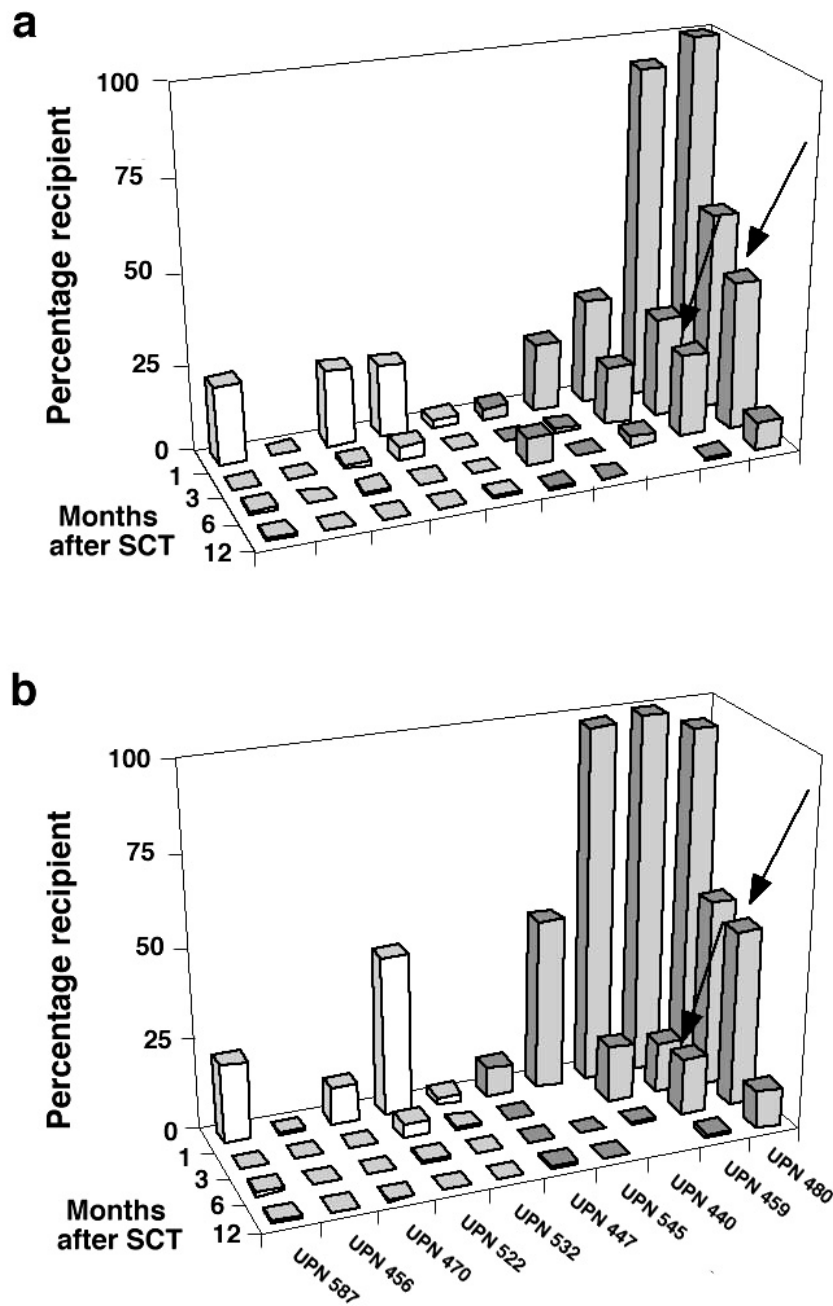 a
Percentage recipient
100
75
50
25
0
1
3
6
12
Months
after SCT
b
Percentage recipient
100
75
50
25
0
1
3
6
12
Months
after SCT
UPN 587
UPN 456
UPN 470
UPN 522
UPN 532
UPN 447
UPN 545
UPN 440
UPN 459
UPN 480